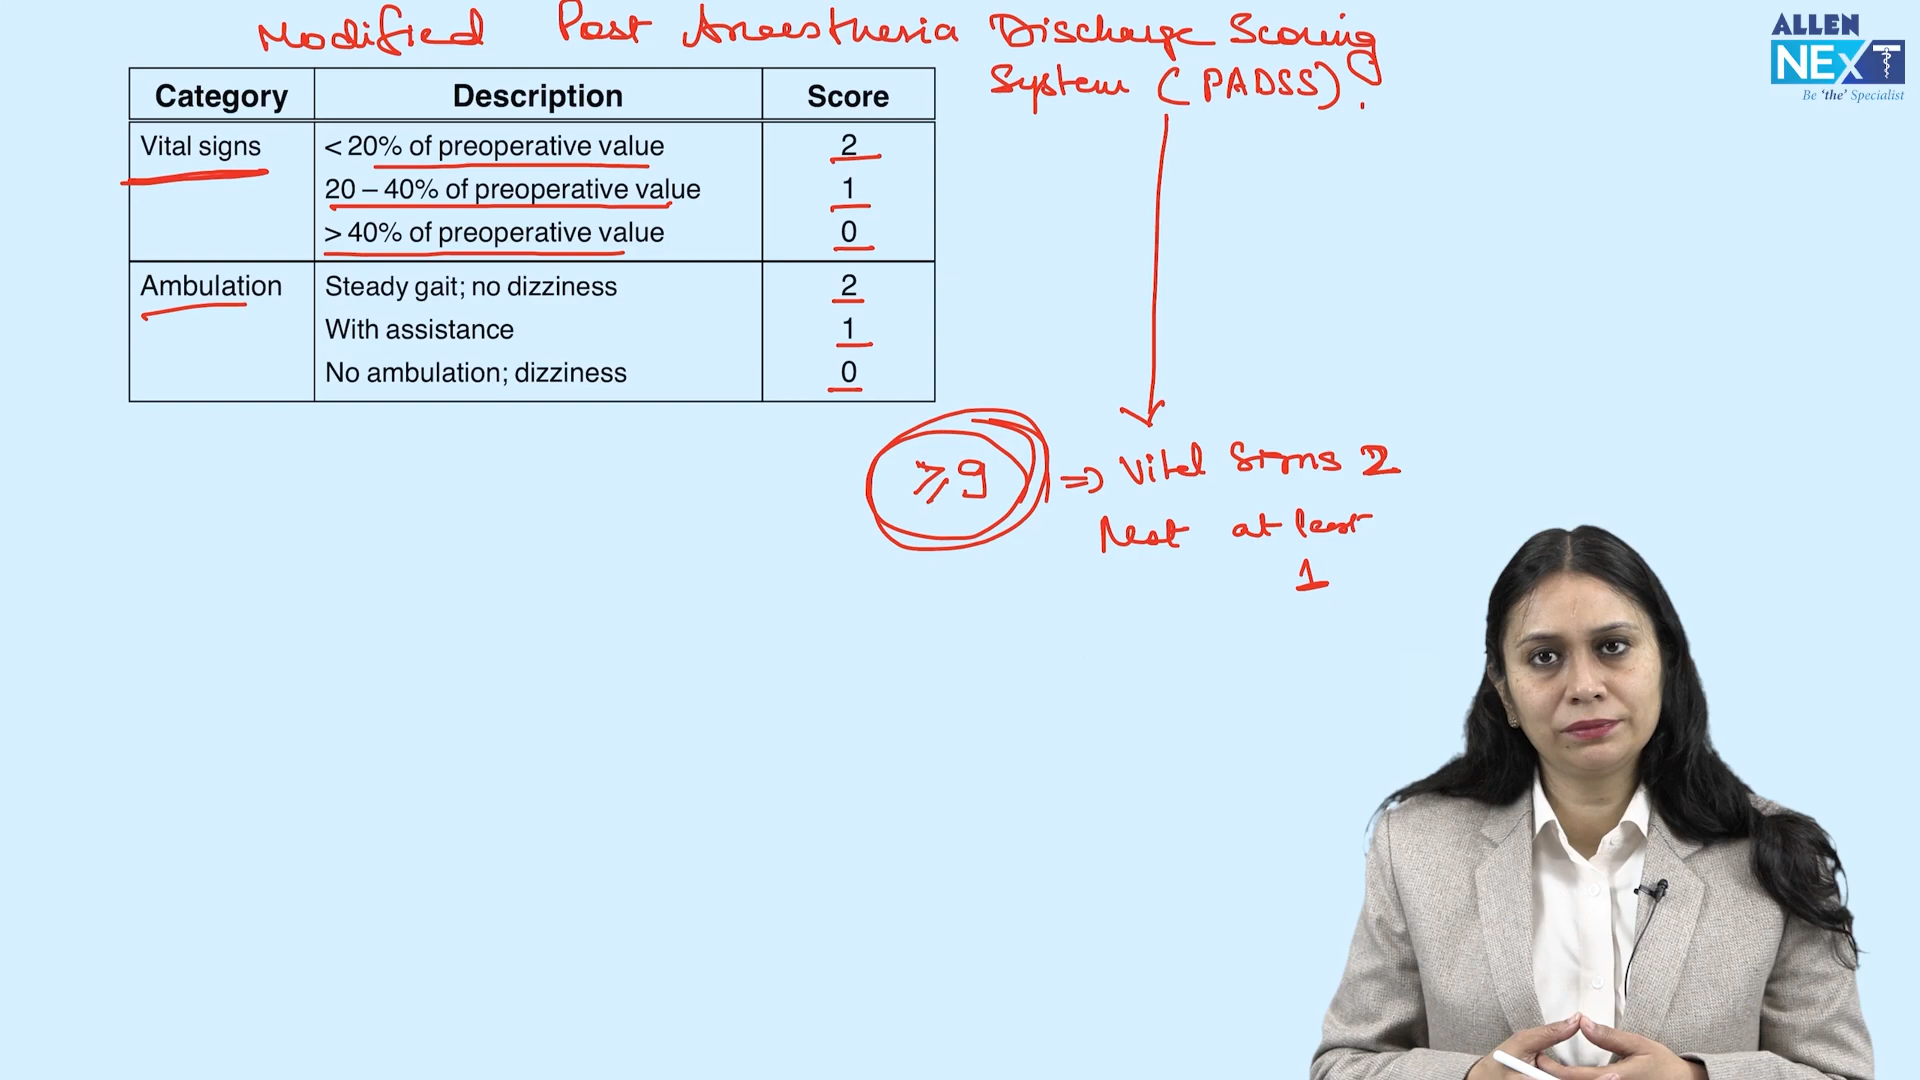 Modified Post Anaesthesia Discharge Scoring
System (PADSS).
ALLEN
NEXT
Be 'the' Specialist
Category Description Score
Vital signs < 20% of preoperative value 2
20 – 40% of preoperative value 1
> 40% of preoperative value 0
Ambulation Steady gait; no dizziness 2
With assistance 1
No ambulation; dizziness 0
≥9 ⇒ Vital Signs 2
Rest at least
1